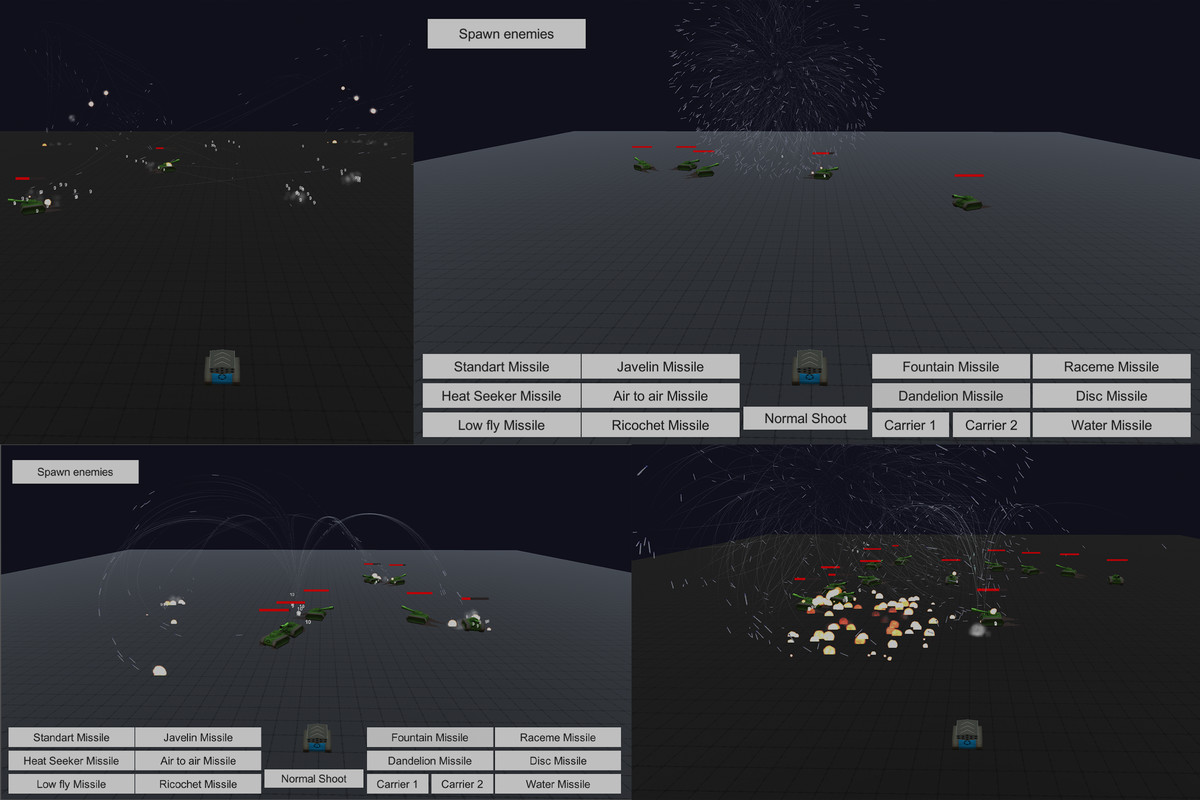 Spawn enemies
Standart Missile Javelin Missile Fountain Missile Raceme Missile
Heat Seeker Missile Air to air Missile Dandelion Missile Disc Missile
Normal Shoot
Low fly Missile Ricochet Missile Carrier 1 Carrier 2 Water Missile
Spawn enemies
Standart Missile Javelin Missile Fountain Missile Raceme Missile
Heat Seeker Missile Air to air Missile Dandelion Missile Disc Missile
Normal Shoot
Low fly Missile Ricochet Missile Carrier 1 Carrier 2 Water Missile